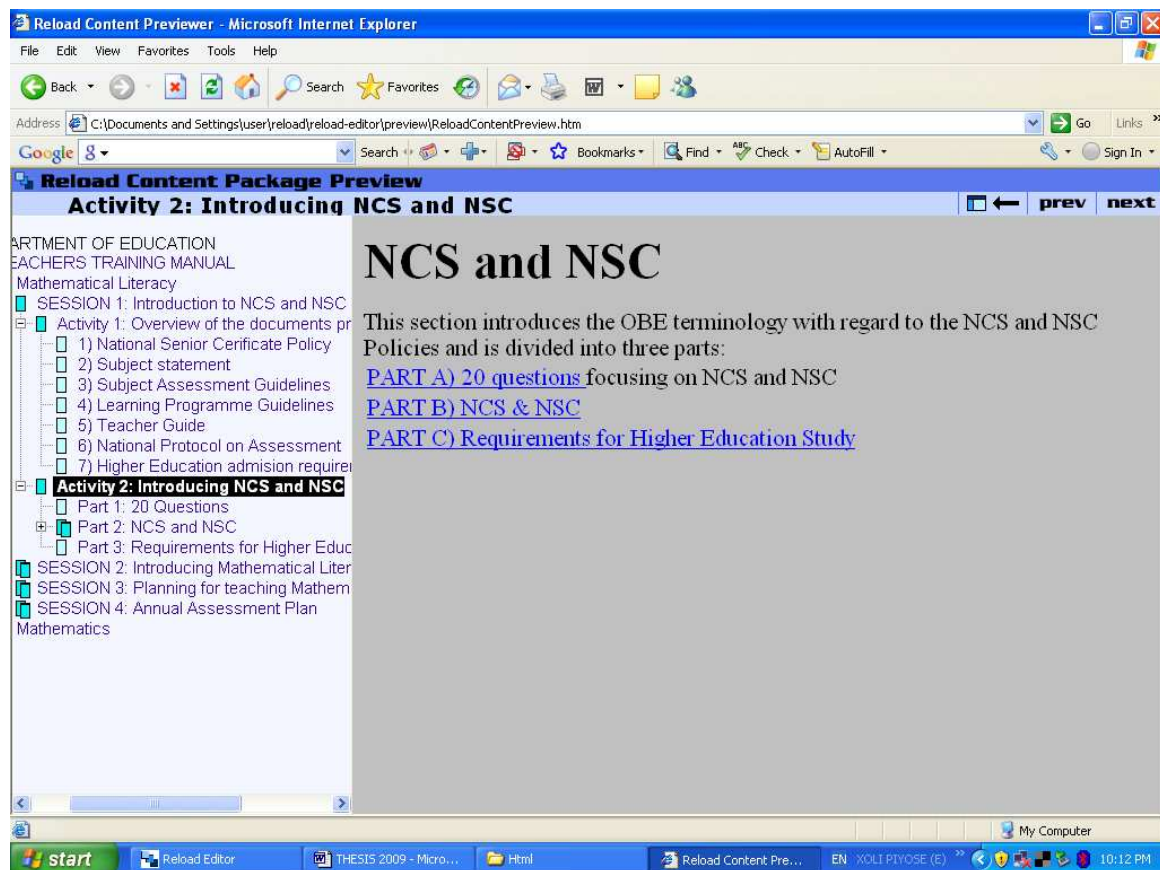 Reload Content Previewer - Microsoft Internet Explorer
File Edit View Favorites Tools Help
Back Search Favorites
Address C:\Documents and Settings\user\reload\reload-editor\preview\ReloadContentPreview.htm Go Links »
Google Search Bookmarks Find Check AutoFill Sign In
Reload Content Package Preview
Activity 2: Introducing NCS and NSC prev next
ARTMENT OF EDUCATION
EACHERS TRAINING MANUAL
Mathematical Literacy
SESSION 1: Introduction to NCS and NSC
Activity 1: Overview of the documents pr
1) National Senior Cerificate Policy
2) Subject statement
3) Subject Assessment Guidelines
4) Learning Programme Guidelines
5) Teacher Guide
6) National Protocol on Assessment
7) Higher Education admision requirer
Activity 2: Introducing NCS and NSC
Part 1: 20 Questions
Part 2: NCS and NSC
Part 3: Requirements for Higher Educ
SESSION 2: Introducing Mathematical Liter
SESSION 3: Planning for teaching Mathem
SESSION 4: Annual Assessment Plan
Mathematics
NCS and NSC
This section introduces the OBE terminology with regard to the NCS and NSC
Policies and is divided into three parts:
PART A) 20 questions focusing on NCS and NSC
PART B) NCS & NSC
PART C) Requirements for Higher Education Study
My Computer
start Reload Editor THESIS 2009 - Micro... Html Reload Content Pre... EN XOLI PIYOSE (E) » 10:12 PM